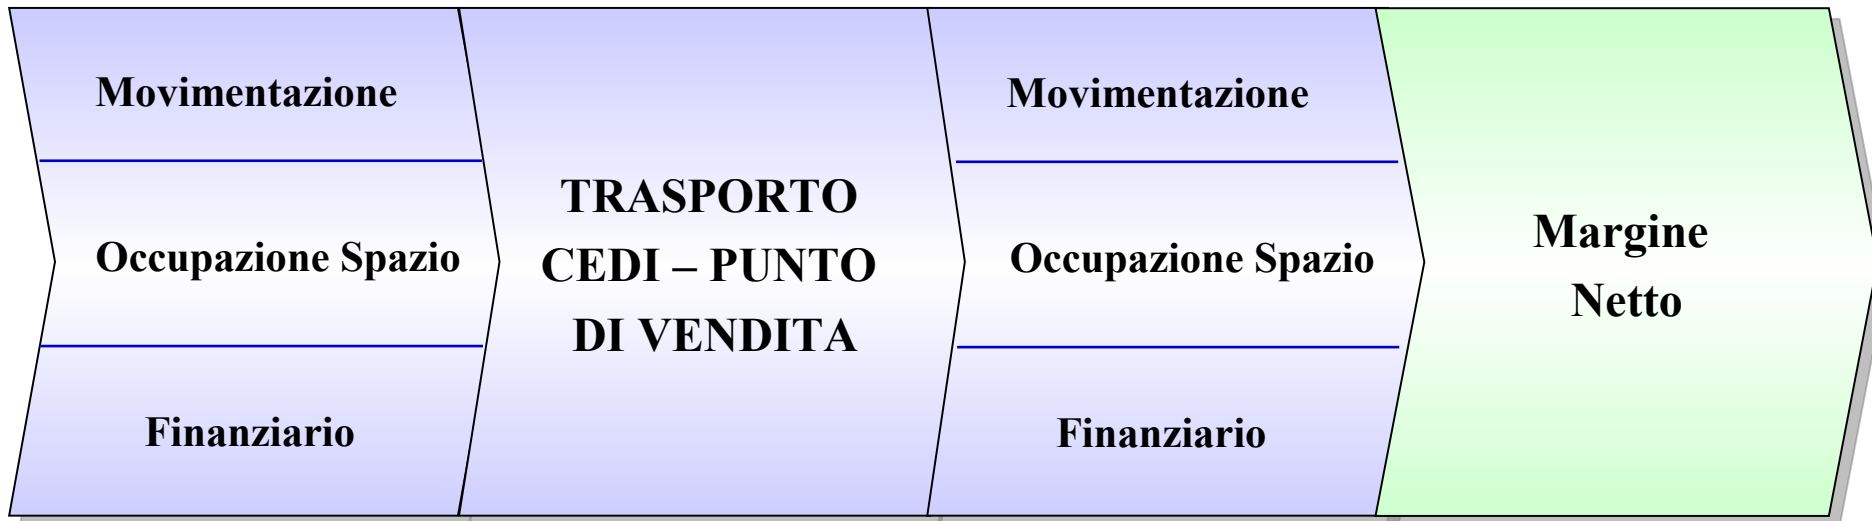 Movimentazione
Occupazione Spazio
Finanziario
TRASPORTO
CEDI – PUNTO
DI VENDITA
Movimentazione
Occupazione Spazio
Finanziario
Margine
Netto